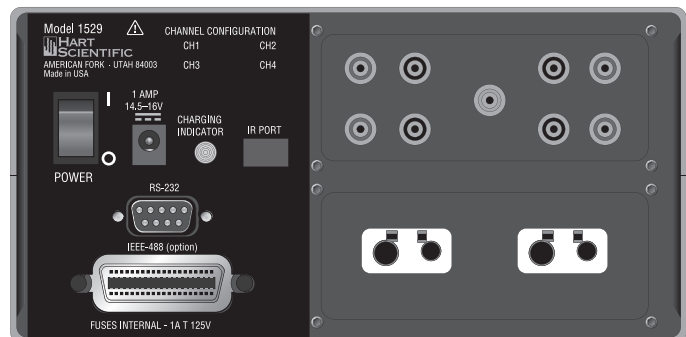 Model 1529
CHANNEL CONFIGURATION
HART
SCIENTIFIC
CH1 CH2
AMERICAN FORK · UTAH 84003
CH3 CH4
Made in USA
1 AMP
14.5–16V
CHARGING
INDICATOR
IR PORT
I
O
POWER
RS-232
IEEE-488 (option)
FUSES INTERNAL - 1A T 125V